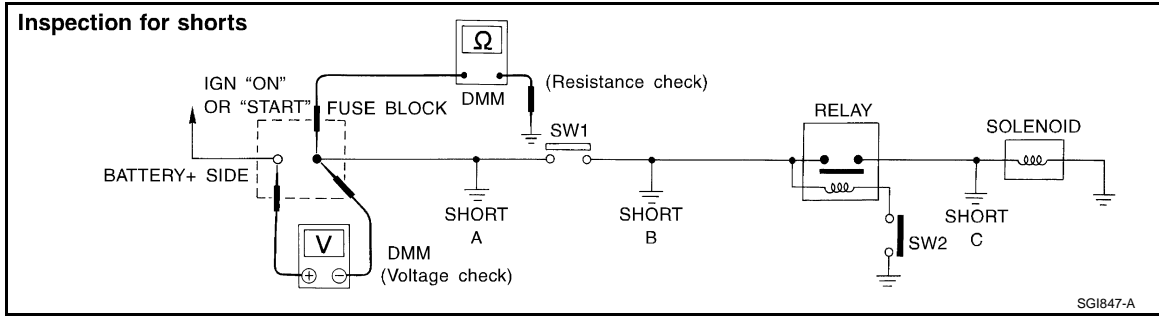 Inspection for shorts
Ω
DMM
(Resistance check)
IGN "ON"
OR "START"
FUSE BLOCK
BATTERY+ SIDE
SW1
RELAY
SOLENOID
SHORT
A
SHORT
B
SHORT
C
SW2
V
+ −
DMM
(Voltage check)
SGI847-A